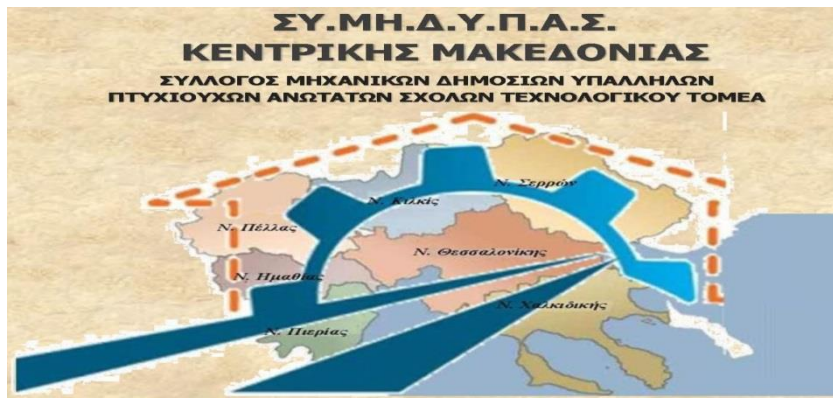 ΣΥ.ΜΗ.Δ.Υ.Π.Α.Σ.
ΚΕΝΤΡΙΚΗΣ ΜΑΚΕΔΟΝΙΑΣ
ΣΥΛΛΟΓΟΣ ΜΗΧΑΝΙΚΩΝ ΔΗΜΟΣΙΩΝ ΥΠΑΛΛΗΛΩΝ
ΠΤΥΧΙΟΥΧΩΝ ΑΝΩΤΑΤΩΝ ΣΧΟΛΩΝ ΤΕΧΝΟΛΟΓΙΚΟΥ ΤΟΜΕΑ
Ν. Σερρών
Ν. Κιλκίς
Ν. Πέλλας
Ν. Θεσσαλονίκης
Ν. Ημαθίας
Ν. Χαλκιδικής
Ν. Πιερίας